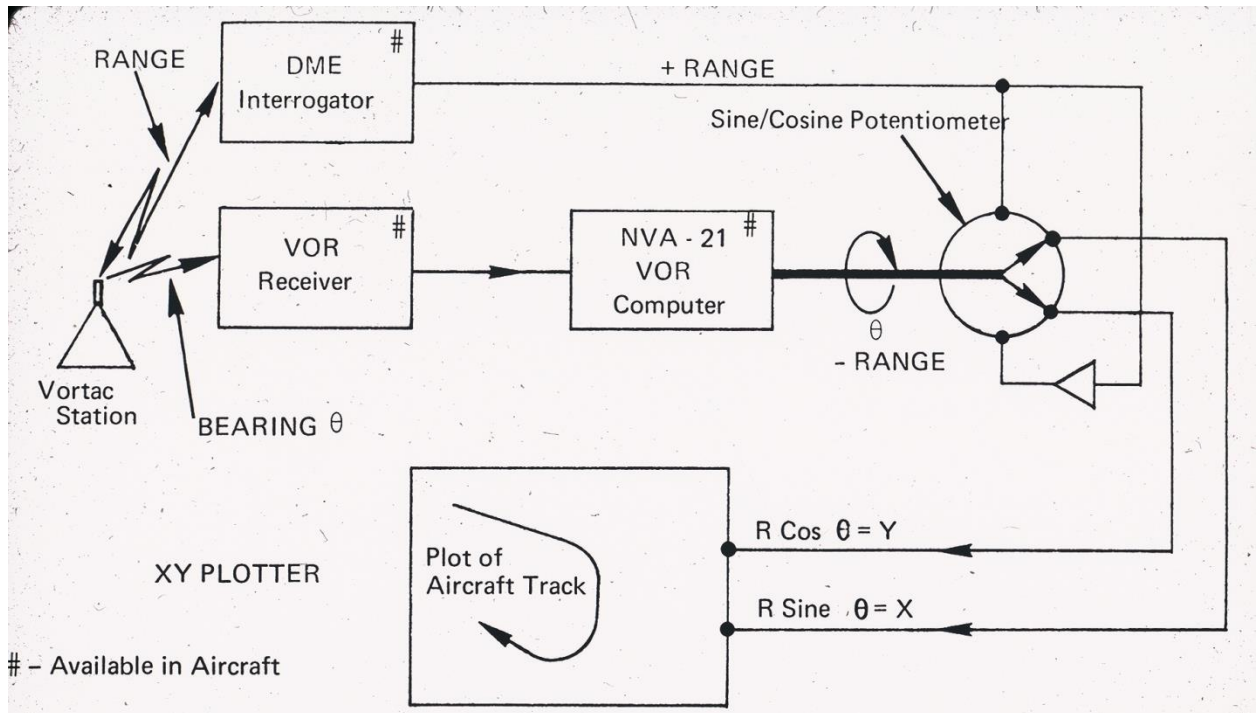 RANGE
#
DME
Interrogator
+ RANGE
Sine/Cosine Potentiometer
#
VOR
Receiver
#
NVA - 21
VOR
Computer
θ
- RANGE
Vortac
Station
BEARING θ
R Cos θ = Y
Plot of
Aircraft Track
XY PLOTTER
R Sine θ = X
# - Available in Aircraft